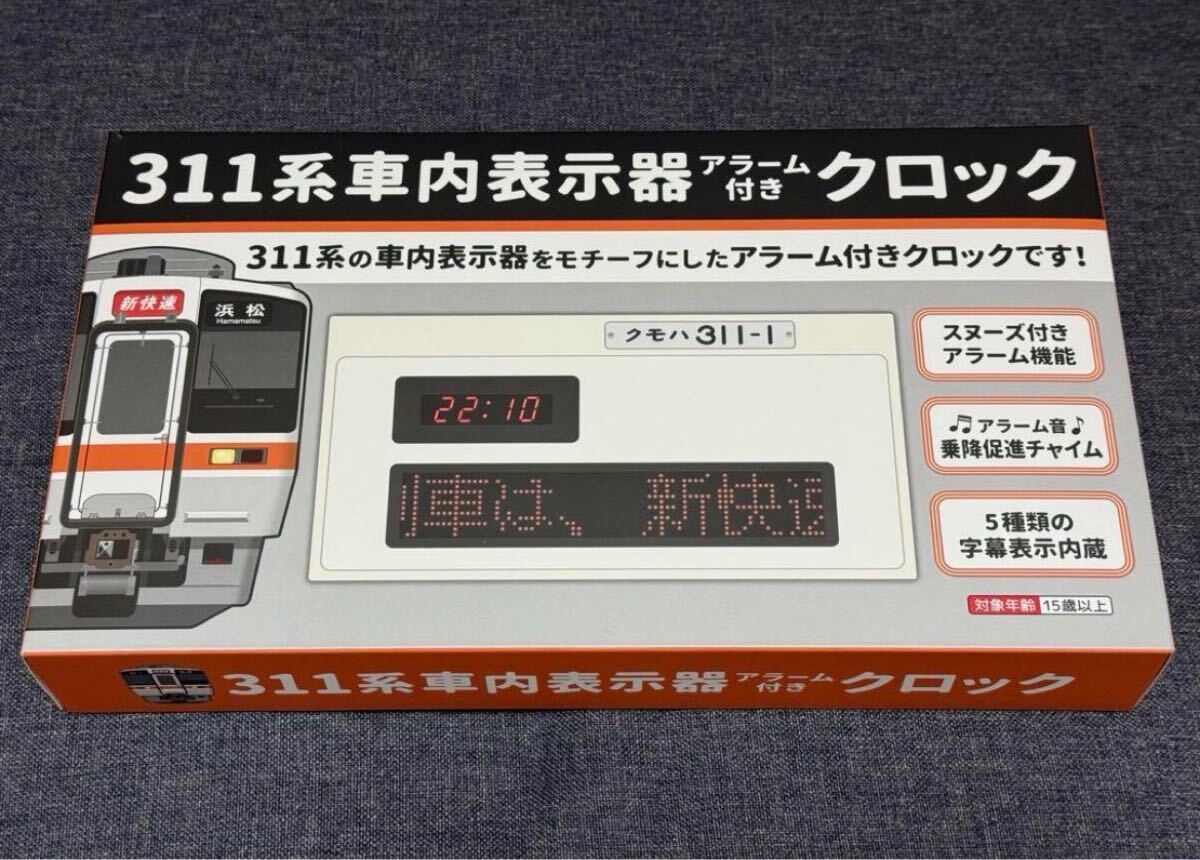 311系車内表示器アラーム付きクロック
311系の車内表示器をモチーフにしたアラーム付きクロックです!
新快速
浜松
Hamamatsu
クモハ311-1
22:10
車は、 新快
スヌーズ付き
アラーム機能
♬アラーム音♪
乗降促進チャイム
5種類の
字幕表示内蔵
対象年齢 15歳以上
311系車内表示器アラーム付きクロック